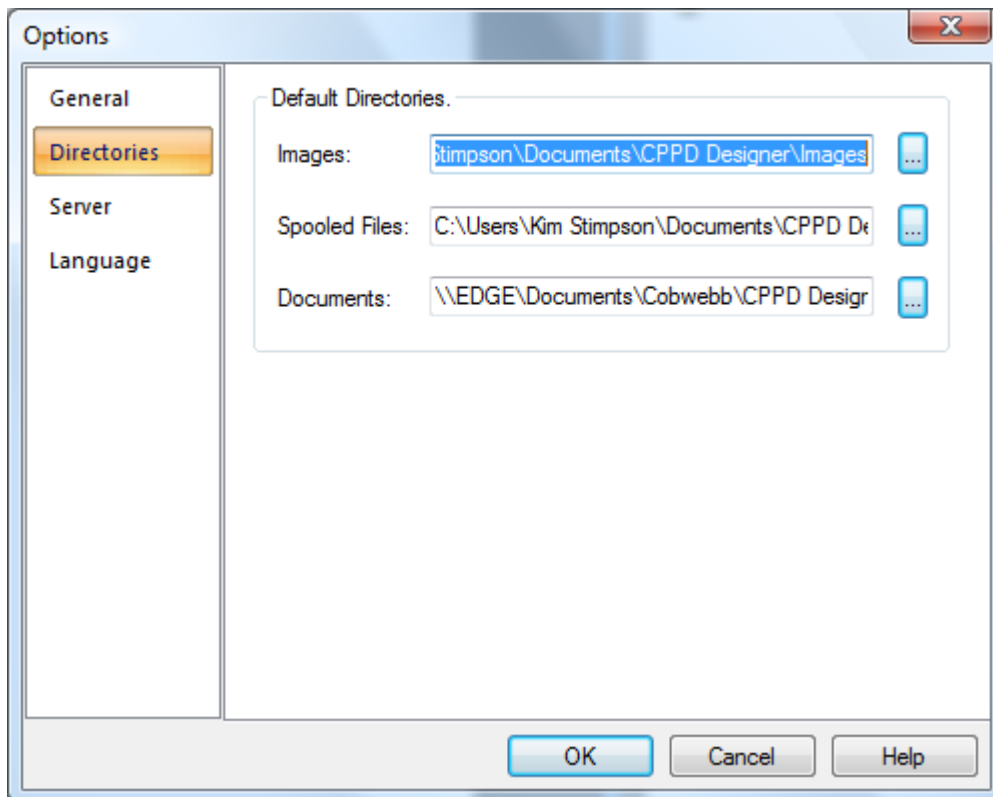 Options
General
Directories
Server
Language
Default Directories.
Images: Stimpson\Documents\CPPD Designer\Images ...
Spooled Files: C:\Users\Kim Stimpson\Documents\CPPD De ...
Documents: \\EDGE\Documents\Cobwebb\CPPD Design ...
OK Cancel Help